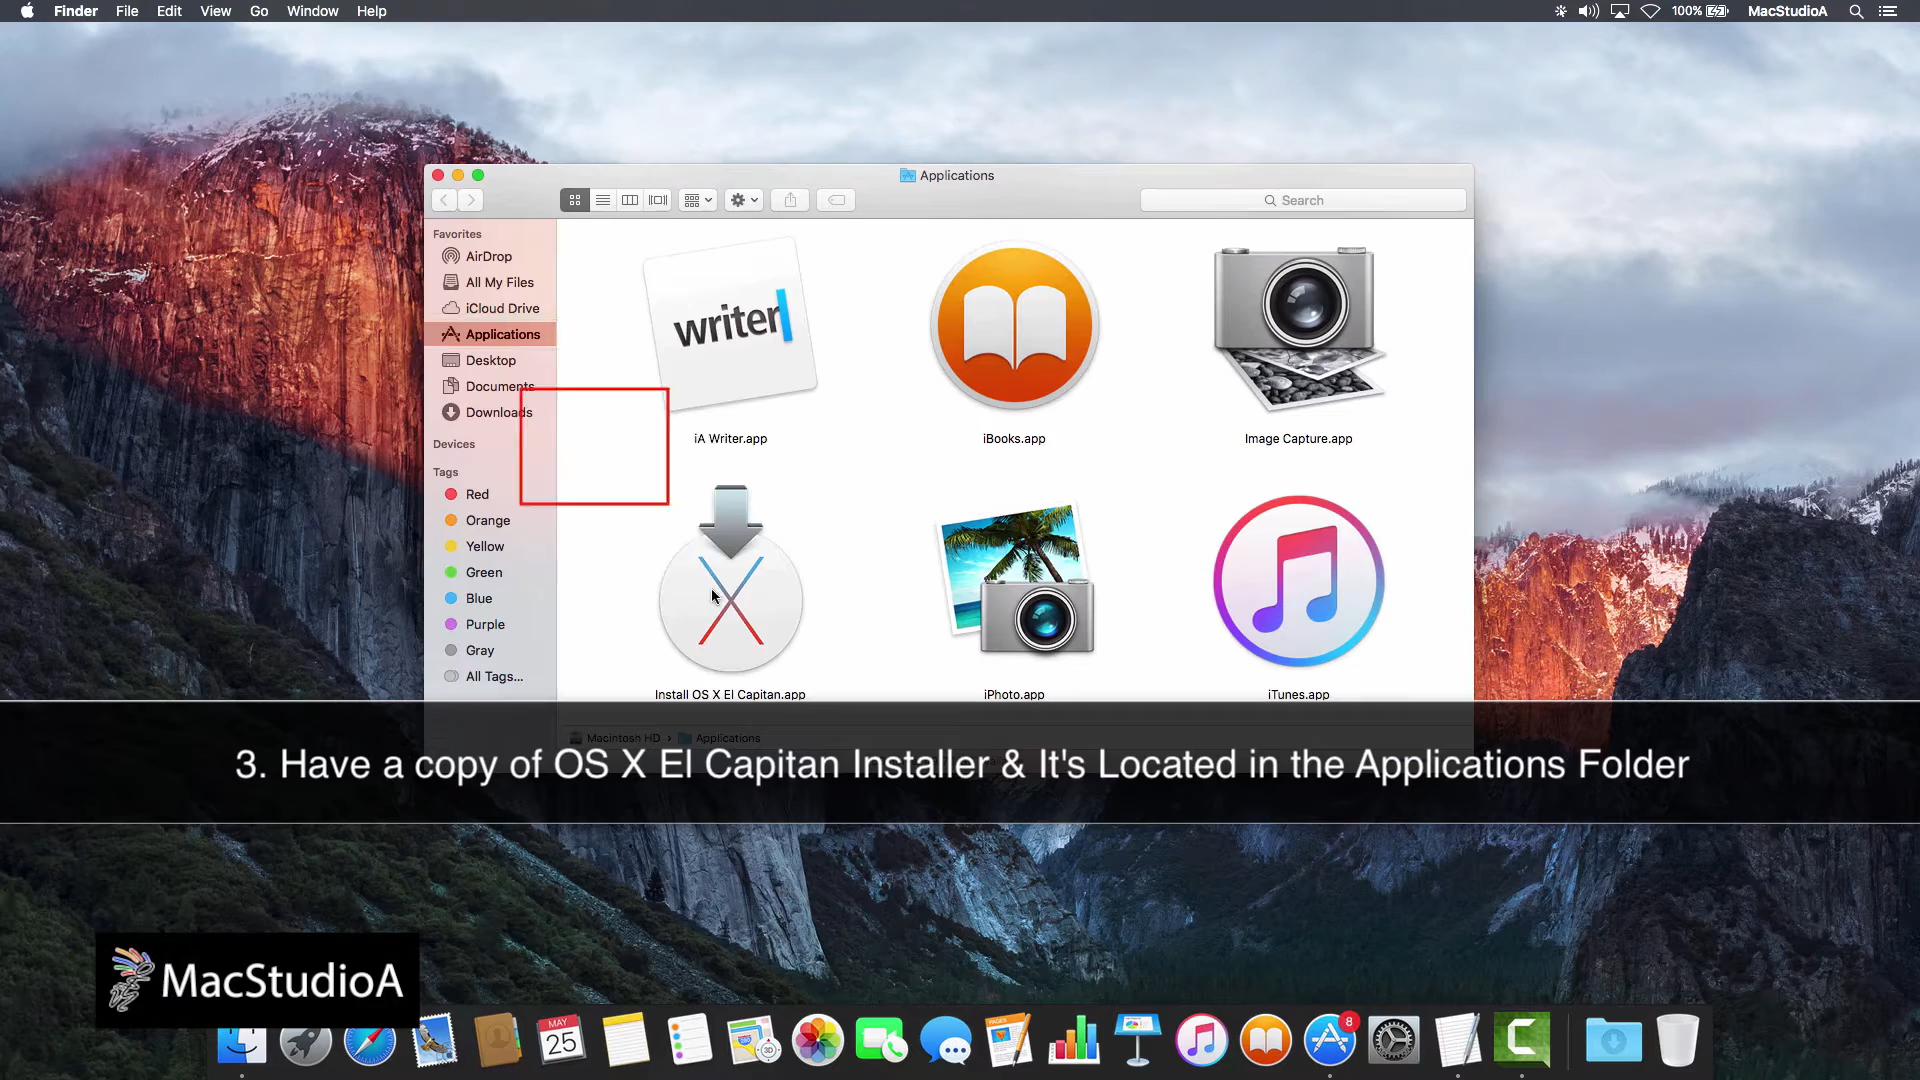 Finder File Edit View Go Window Help
100% MacStudioA
Applications
Search
Favorites
AirDrop
All My Files
iCloud Drive
Applications
Desktop
Documents
Downloads
Devices
Tags
Red
Orange
Yellow
Green
Blue
Purple
Gray
All Tags...
writer
iA Writer.app
iBooks.app
Image Capture.app
Install OS X El Capitan.app
iPhoto.app
iTunes.app
Macintosh HD › Applications
3. Have a copy of OS X El Capitan Installer & It's Located in the Applications Folder
MacStudioA
MAY
25
3D
PAGES
8